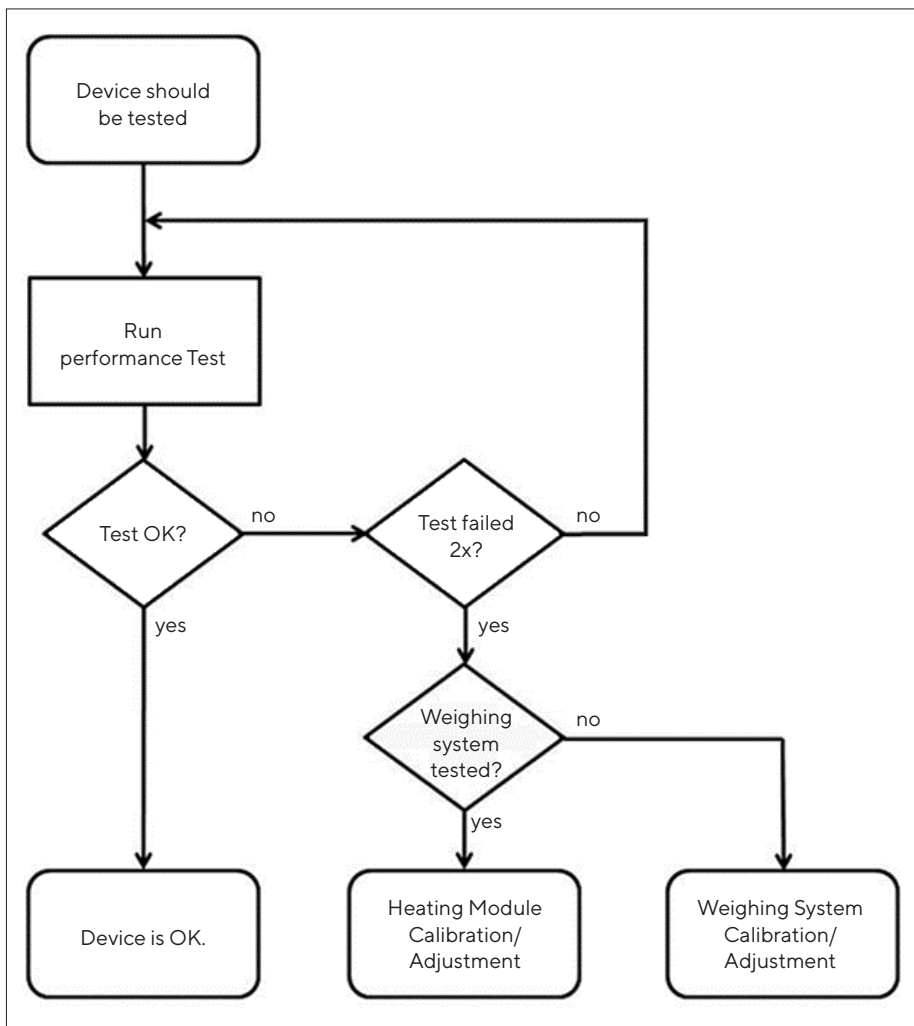 Device should
be tested
Run
performance Test
Test OK?
no
Test failed
2x?
no
yes
yes
Weighing
system
tested?
no
yes
Device is OK.
Heating Module
Calibration/
Adjustment
Weighing System
Calibration/
Adjustment